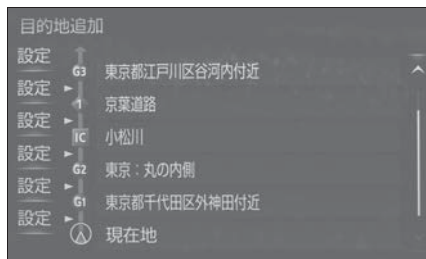 目的地追加
設定
G3 東京都江戸川区谷河内付近
設定
1 京葉道路
設定
IC 小松川
設定
G2 東京：丸の内側
設定
G1 東京都千代田区外神田付近
設定
現在地